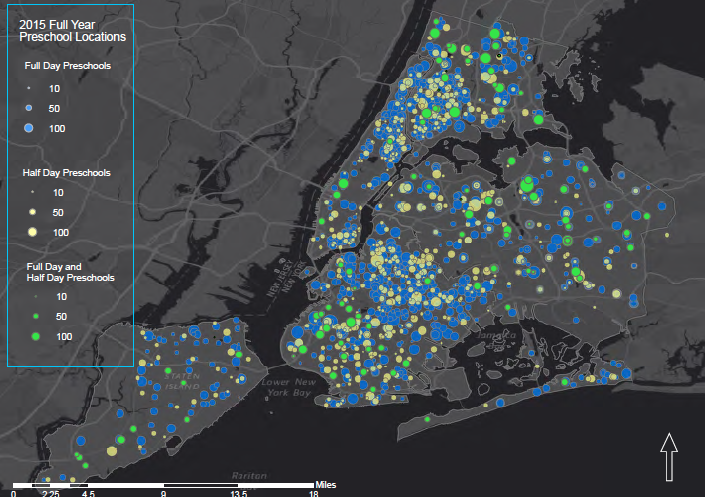 2015 Full Year
Preschool Locations
Full Day Preschools
10
50
100
Half Day Preschools
10
50
100
Full Day and
Half Day Preschools
10
50
100
NEW JERSEY
NEW YORK
Jamaica
STATEN
ISLAND
Lower New
York Bay
Raritan
Miles
0 2.25 4.5 9 13.5 18